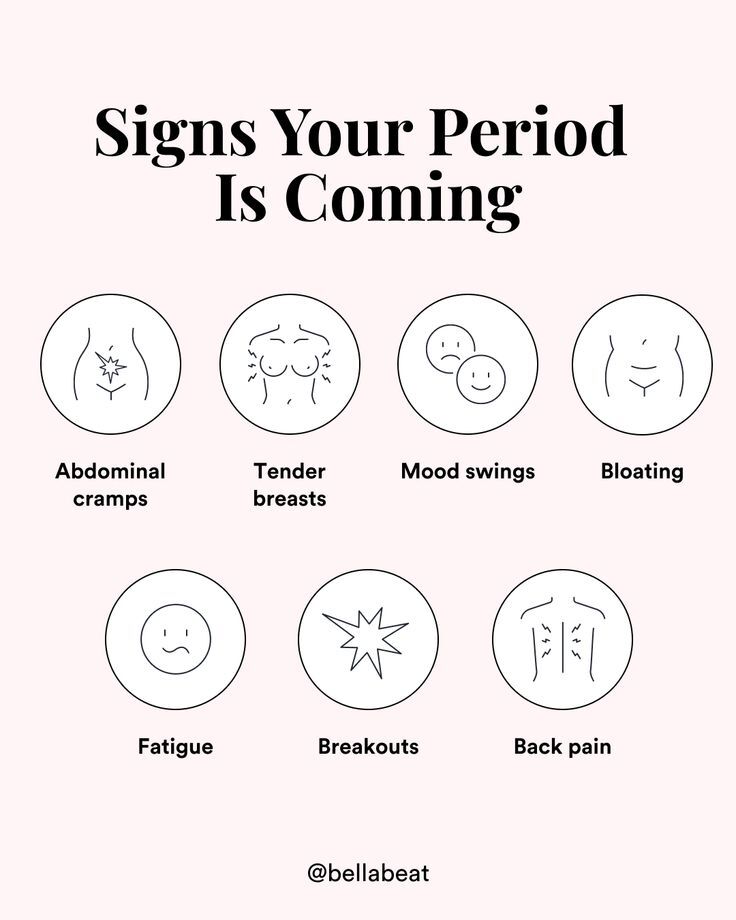 Signs Your Period
Is Coming
Abdominal
cramps
Tender
breasts
Mood swings
Bloating
Fatigue
Breakouts
Back pain
@bellabeat